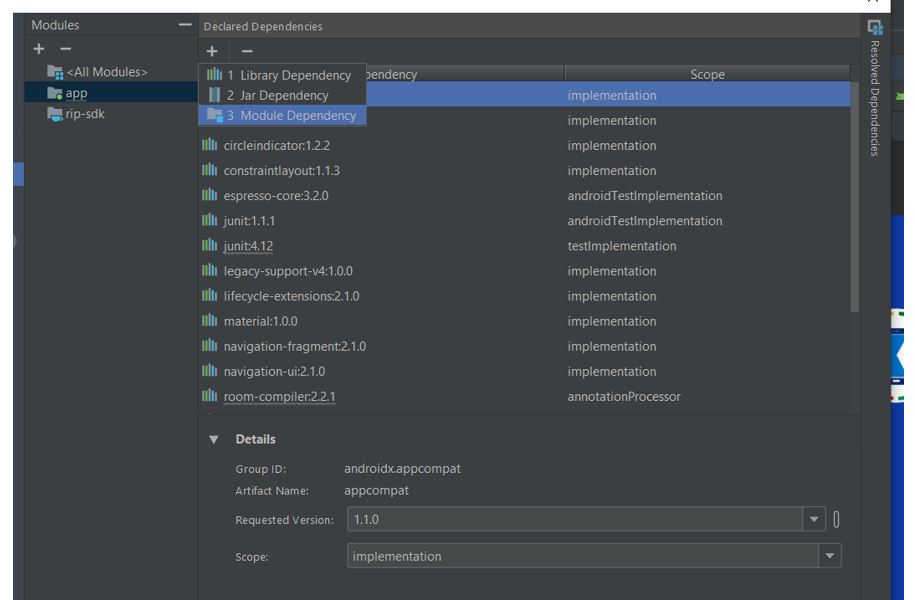 Modules
Declared Dependencies
<All Modules>
app
rip-sdk
1 Library Dependency
2 Jar Dependency
3 Module Dependency
Scope
implementation
implementation
circleindicator:1.2.2 implementation
constraintlayout:1.1.3 implementation
espresso-core:3.2.0 androidTestImplementation
junit:1.1.1 androidTestImplementation
junit:4.12 testImplementation
legacy-support-v4:1.0.0 implementation
lifecycle-extensions:2.1.0 implementation
material:1.0.0 implementation
navigation-fragment:2.1.0 implementation
navigation-ui:2.1.0 implementation
room-compiler:2.2.1 annotationProcessor
Details
Group ID: androidx.appcompat
Artifact Name: appcompat
Requested Version: 1.1.0
Scope: implementation
Resolved Dependencies